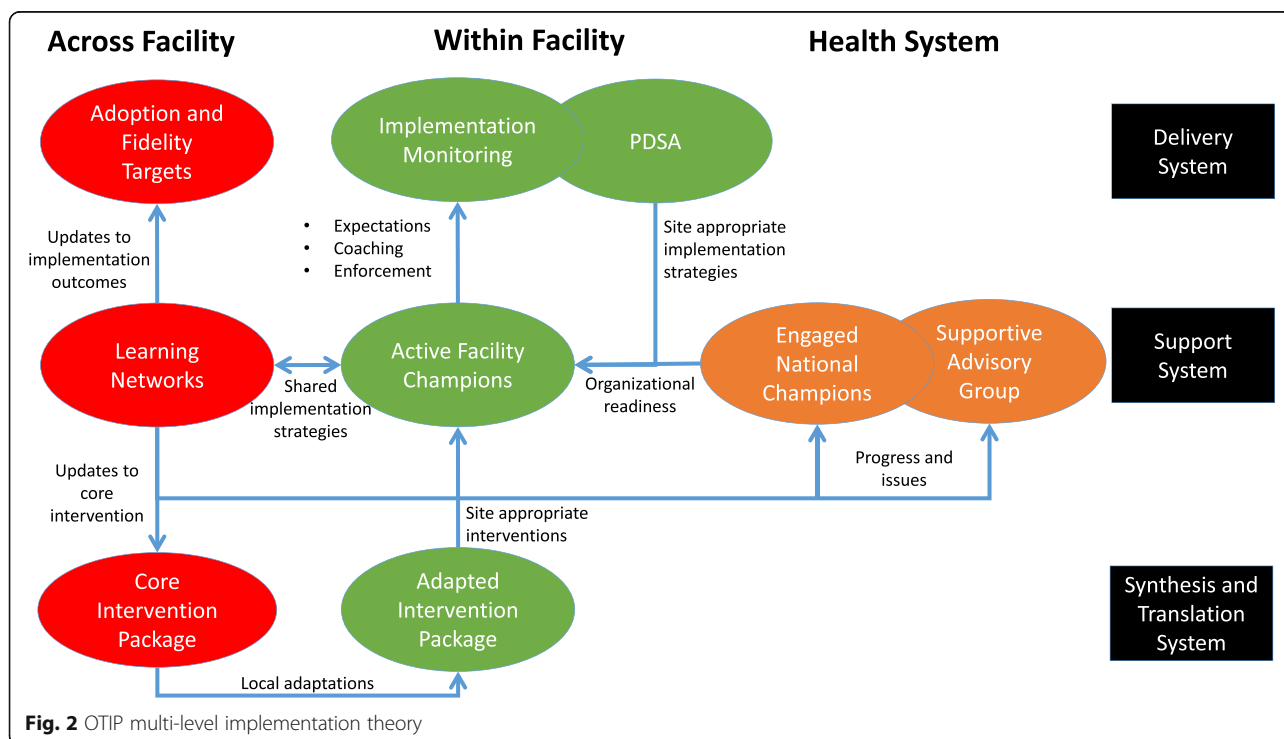 Across Facility
Within Facility
Health System
Adoption and
Fidelity
Targets
Implementation
Monitoring
PDSA
Delivery
System
Updates to
implementation
outcomes
• Expectations
• Coaching
• Enforcement
Site appropriate
implementation
strategies
Learning
Networks
Shared
implementation
strategies
Active Facility
Champions
Organizational
readiness
Engaged
National
Champions
Supportive
Advisory
Group
Support
System
Updates to
core
intervention
Site appropriate
interventions
Progress and
issues
Core
Intervention
Package
Adapted
Intervention
Package
Synthesis and
Translation
System
Local adaptations
Fig. 2 OTIP multi-level implementation theory